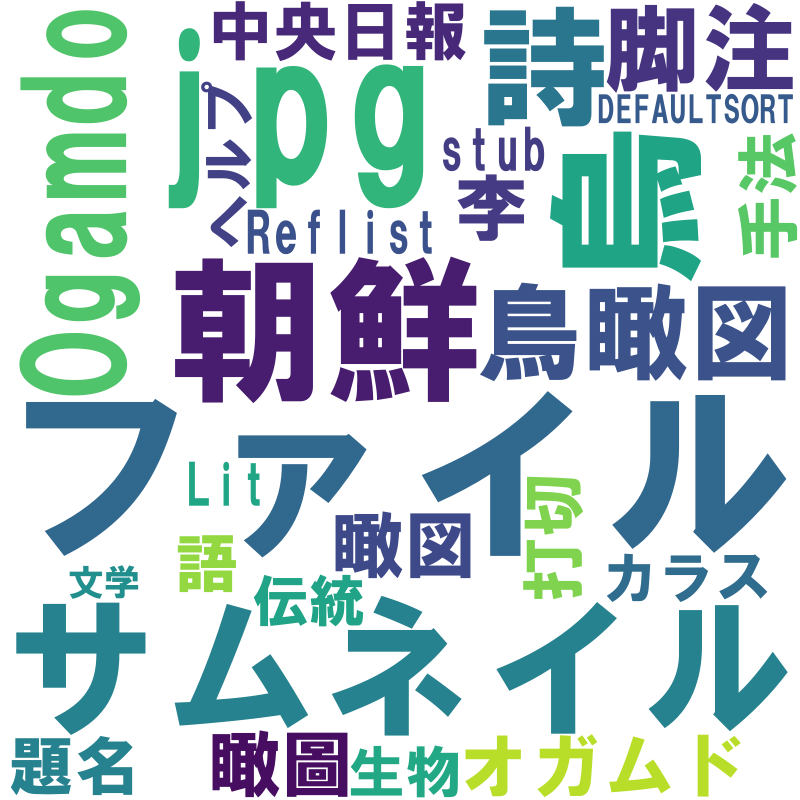 中央日報
詩
脚注
DEFAULTSORT
jpg
ヘルプ
Ogamdo
stub
李
Reflist
烏
手法
朝鮮
鳥瞰図
ファイル
Lit
瞰図
打切
語
文学
伝統
カラス
サムネイル
題名
瞰圖
生物
オガムド